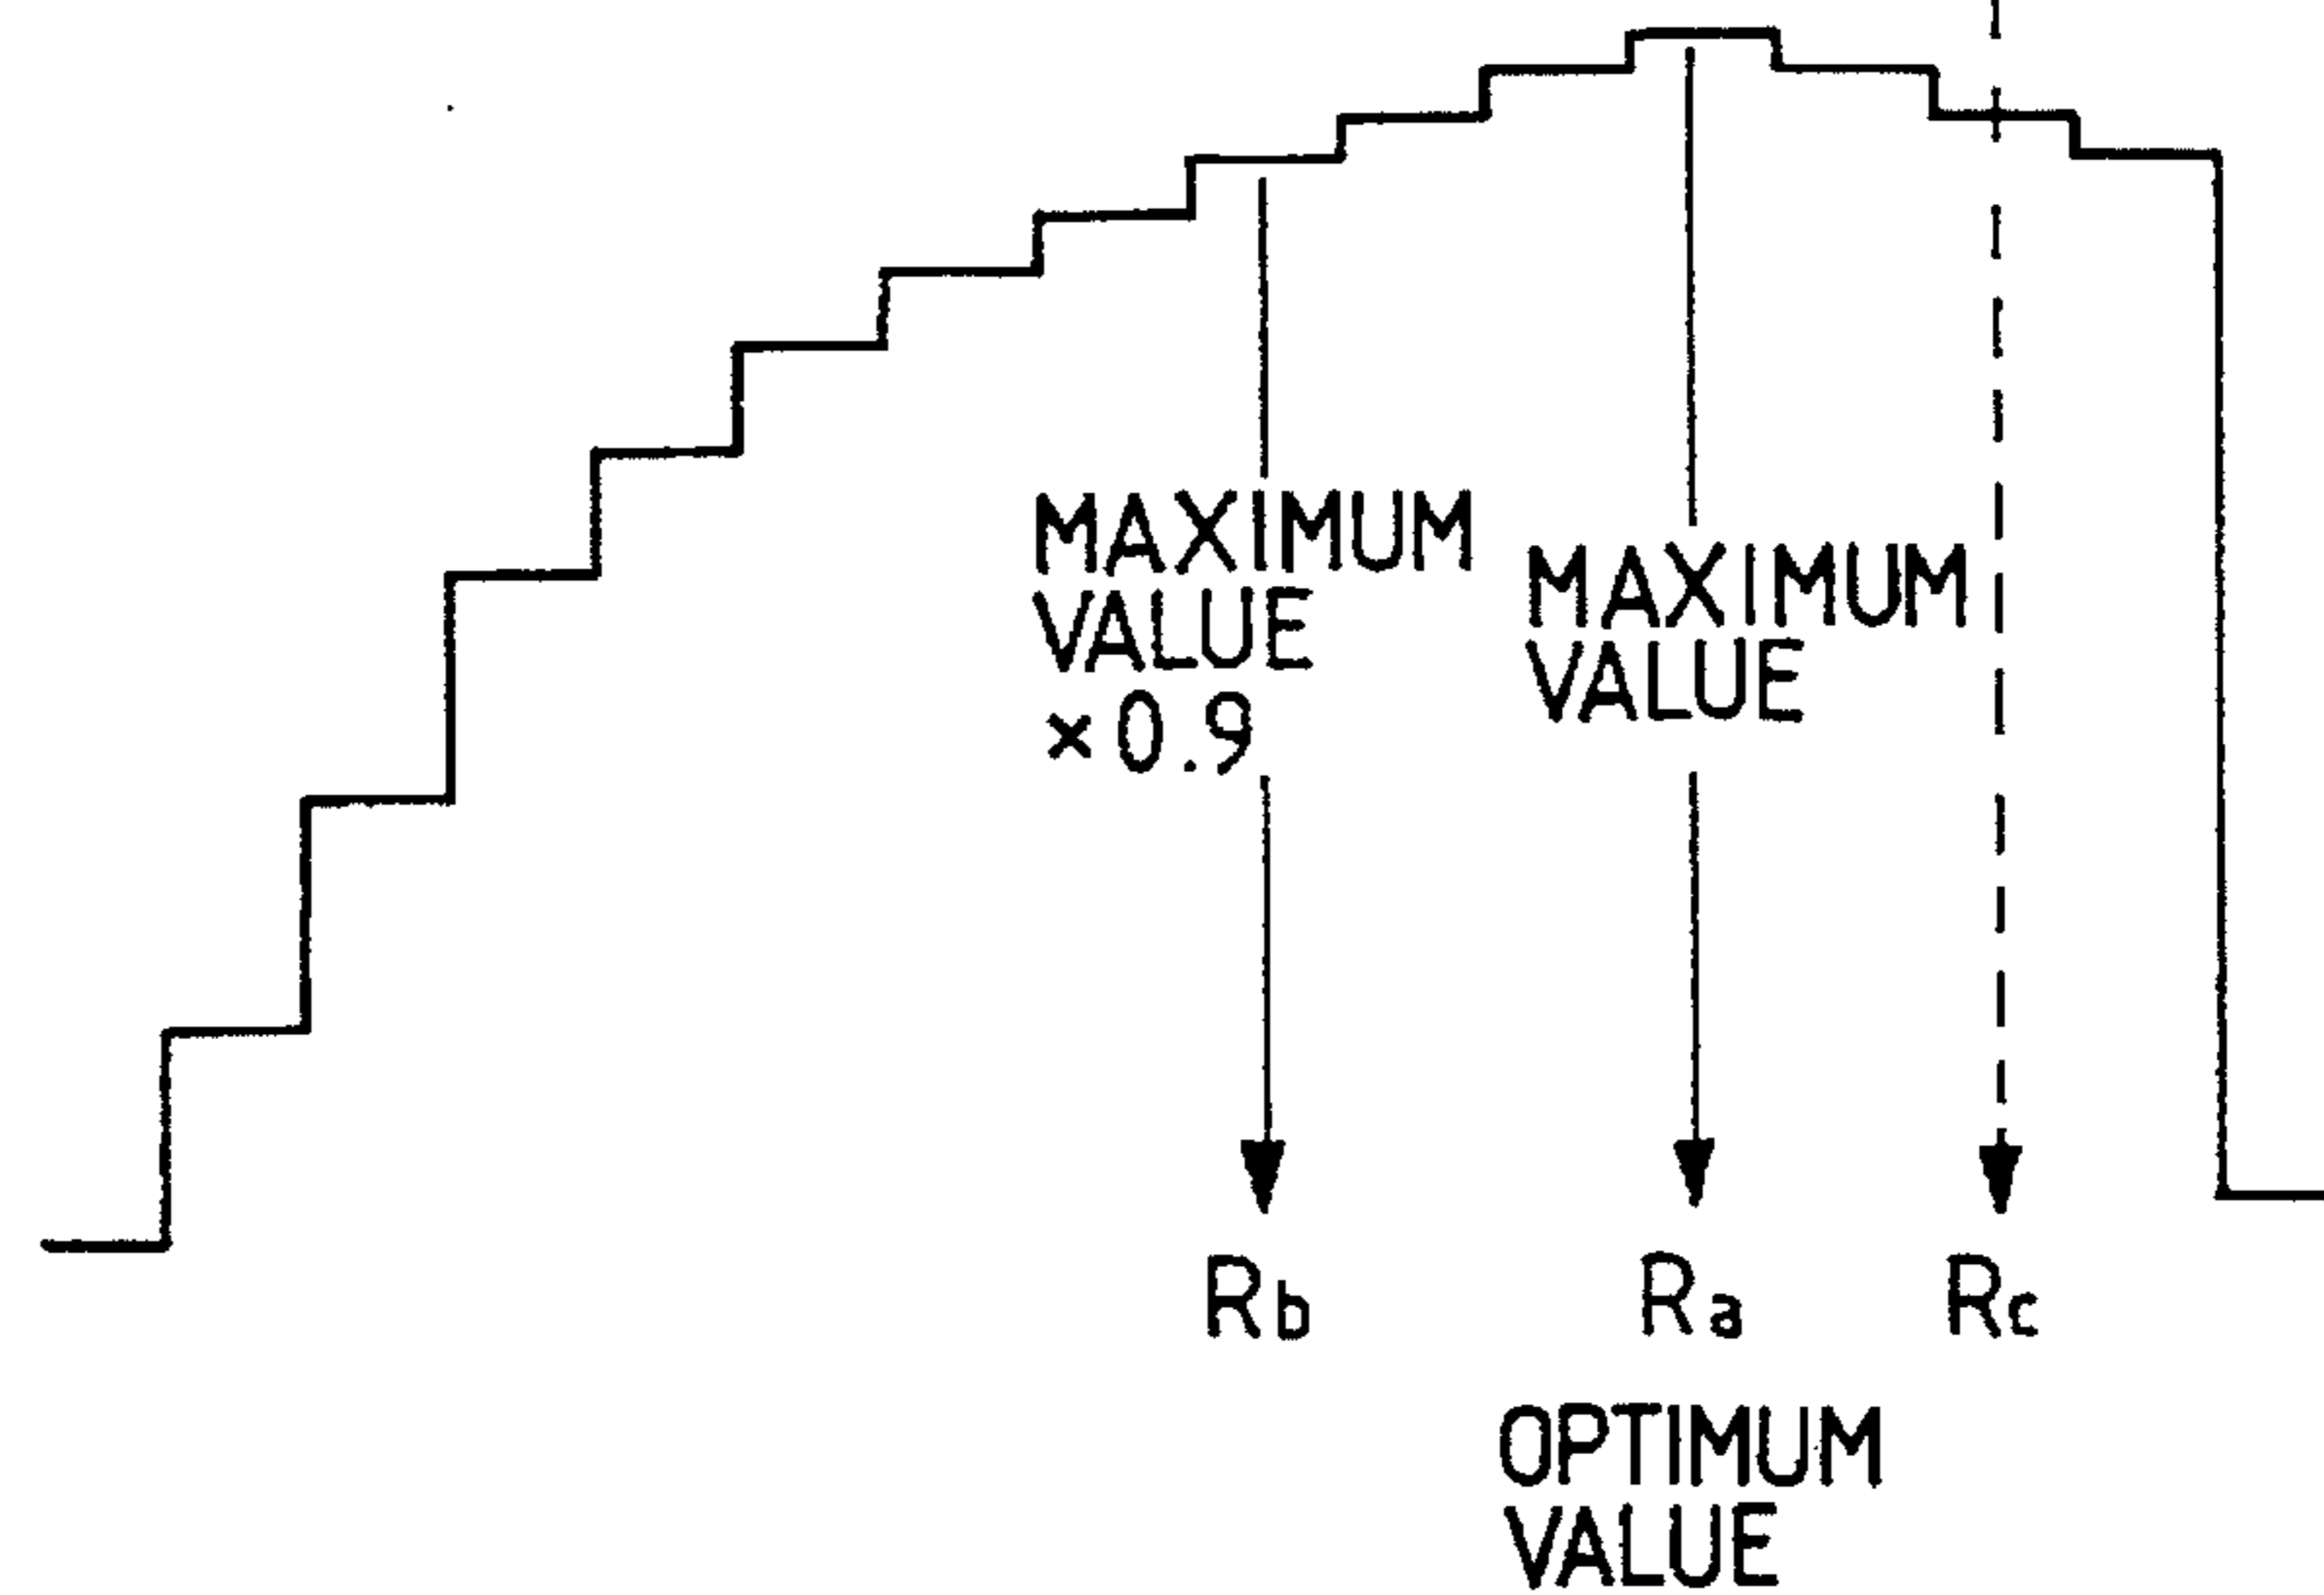 MAXIMUM
VALUE
×0.9
MAXIMUM
VALUE
Rb
Ra
Rc
OPTIMUM
VALUE